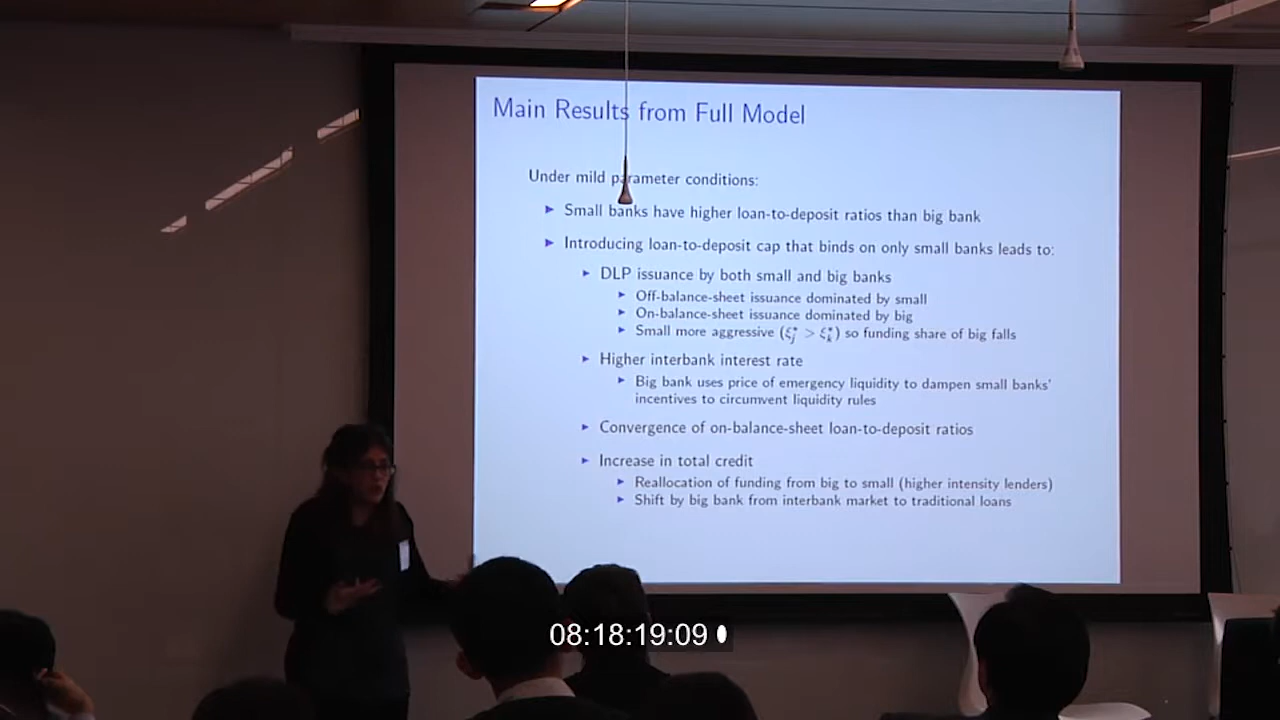 Main Results from Full Model
Under mild parameter conditions:
▶ Small banks have higher loan-to-deposit ratios than big bank
▶ Introducing loan-to-deposit cap that binds on only small banks leads to:
▶ DLP issuance by both small and big banks
▶ Off-balance-sheet issuance dominated by small
▶ On-balance-sheet issuance dominated by big
▶ Small more aggressive (ξ*_j > ξ*_k) so funding share of big falls
▶ Higher interbank interest rate
▶ Big bank uses price of emergency liquidity to dampen small banks'
incentives to circumvent liquidity rules
▶ Convergence of on-balance-sheet loan-to-deposit ratios
▶ Increase in total credit
▶ Reallocation of funding from big to small (higher intensity lenders)
▶ Shift by big bank from interbank market to traditional loans
08:18:19:09